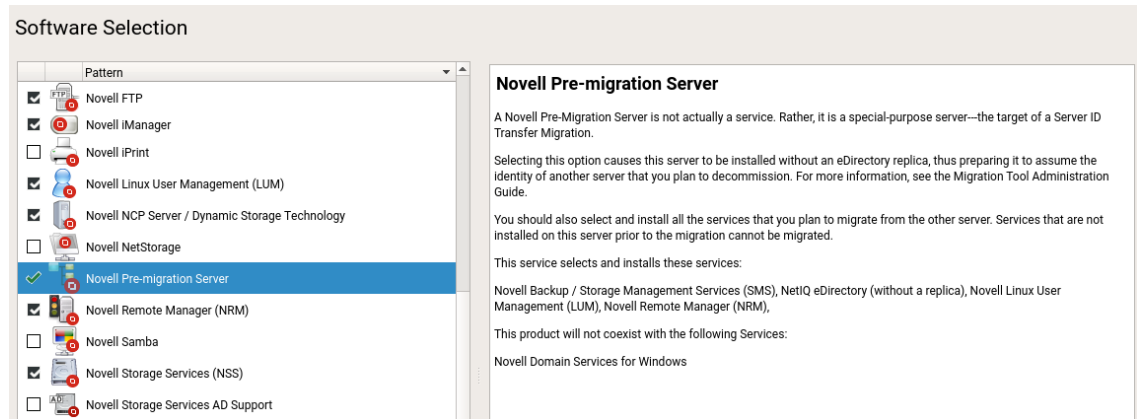 Software Selection
Pattern
FTP
Novell FTP
Novell iManager
Novell iPrint
Novell Linux User Management (LUM)
Novell NCP Server / Dynamic Storage Technology
Novell NetStorage
Novell Pre-migration Server
Novell Remote Manager (NRM)
Novell Samba
Novell Storage Services (NSS)
AD
Novell Storage Services AD Support
Novell Pre-migration Server
A Novell Pre-Migration Server is not actually a service. Rather, it is a special-purpose server---the target of a Server ID
Transfer Migration.
Selecting this option causes this server to be installed without an eDirectory replica, thus preparing it to assume the
identity of another server that you plan to decommission. For more information, see the Migration Tool Administration
Guide.
You should also select and install all the services that you plan to migrate from the other server. Services that are not
installed on this server prior to the migration cannot be migrated.
This service selects and installs these services:
Novell Backup / Storage Management Services (SMS), NetIQ eDirectory (without a replica), Novell Linux User
Management (LUM), Novell Remote Manager (NRM),
This product will not coexist with the following Services:
Novell Domain Services for Windows